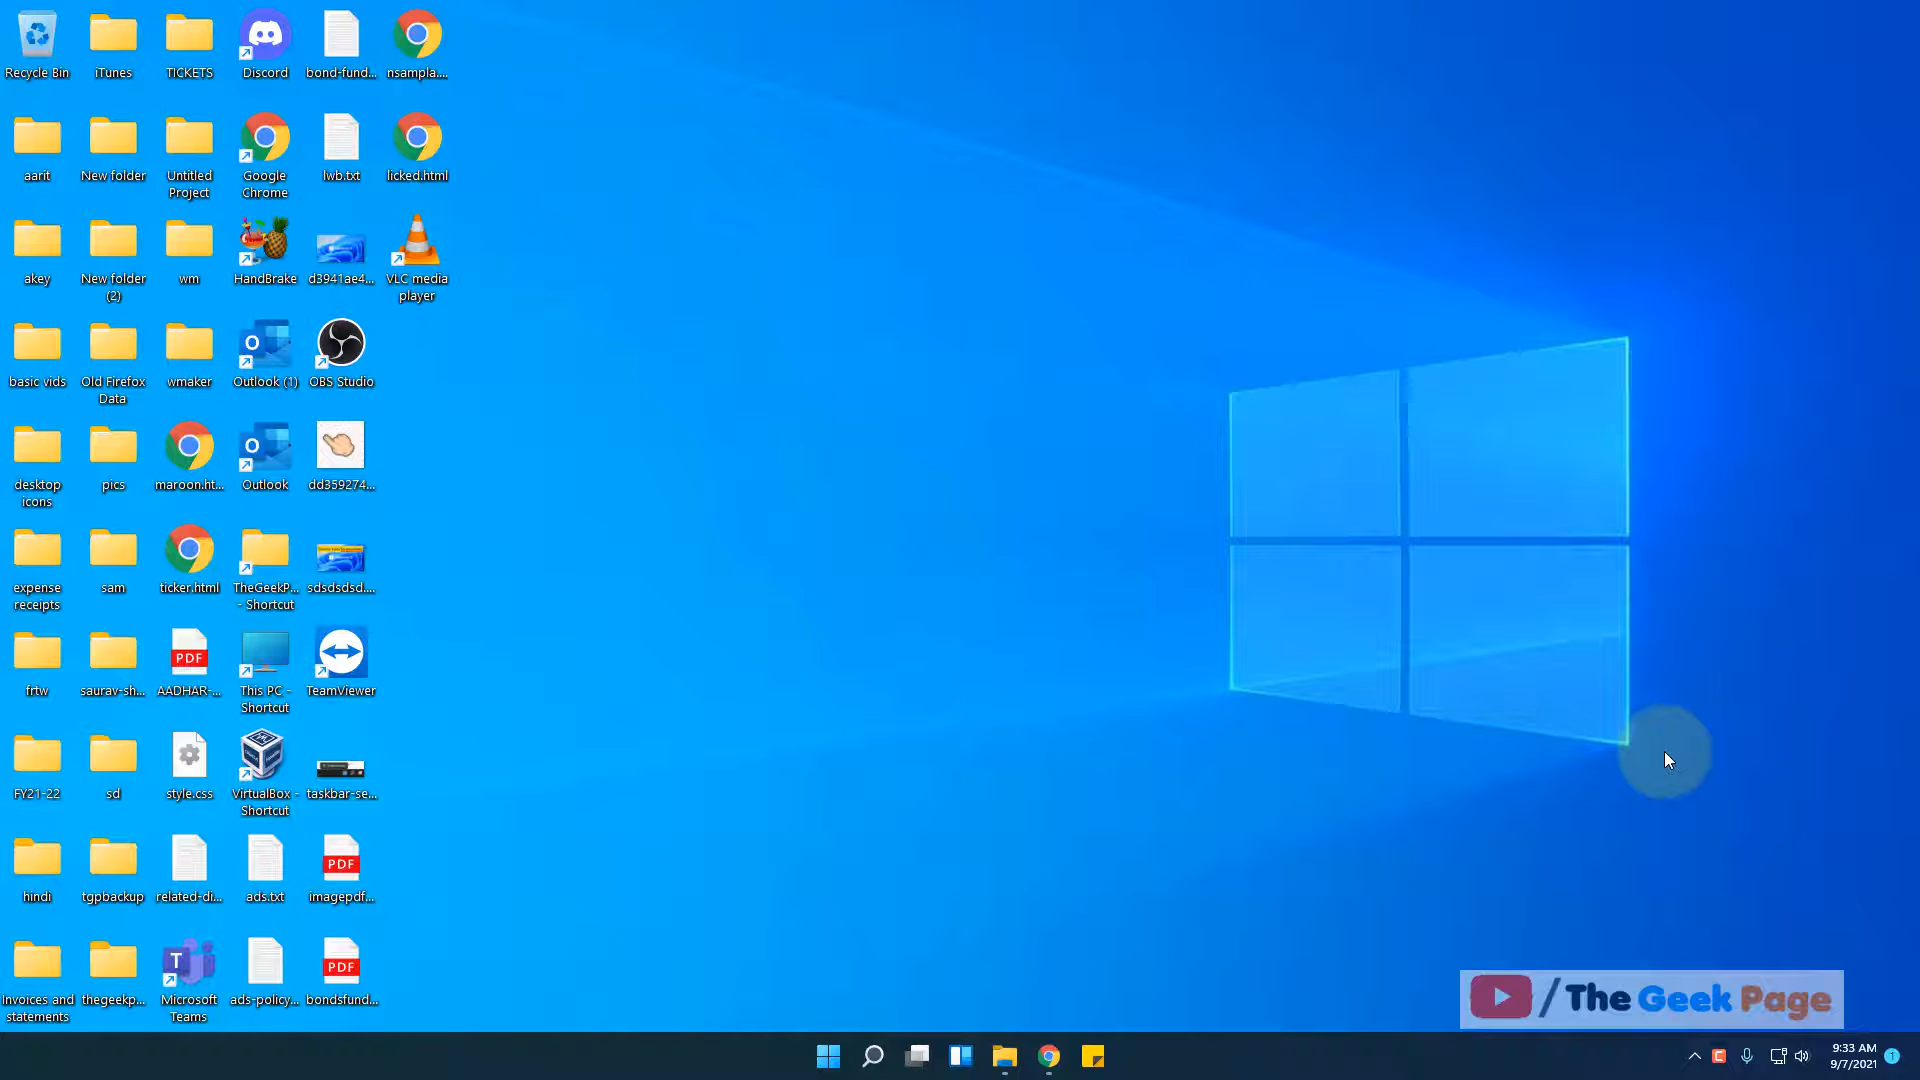 Recycle Bin
iTunes
TICKETS
Discord
bond-fund...
nsampla....
aarit
New folder
Untitled
Project
Google
Chrome
lwb.txt
licked.html
akey
New folder
(2)
wm
HandBrake
d3941ae4...
VLC media
player
basic vids
Old Firefox
Data
wmaker
Outlook (1)
OBS Studio
desktop
icons
pics
maroon.ht...
Outlook
dd359274...
expense
receipts
sam
ticker.html
TheGeekP...
- Shortcut
sdsdsdsd....
frtw
saurav-sh...
PDF
AADHAR-...
This PC -
Shortcut
TeamViewer
FY21-22
sd
style.css
VirtualBox -
Shortcut
taskbar-se...
hindi
tgpbackup
related-di...
ads.txt
PDF
imagepdf...
Invoices and
statements
thegeekp...
Microsoft
Teams
ads-policy...
PDF
bondsfund...
/ The Geek Page
9:33 AM
9/7/2021
1